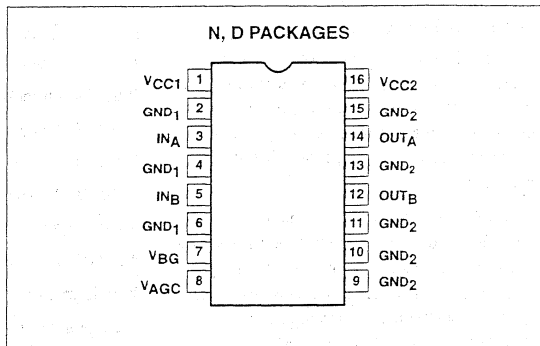 N, D PACKAGES
VCC1 1 16 VCC2
GND1 2 15 GND2
INA 3 14 OUTA
GND1 4 13 GND2
INB 5 12 OUTB
GND1 6 11 GND2
VBG 7 10 GND2
VAGC 8 9 GND2